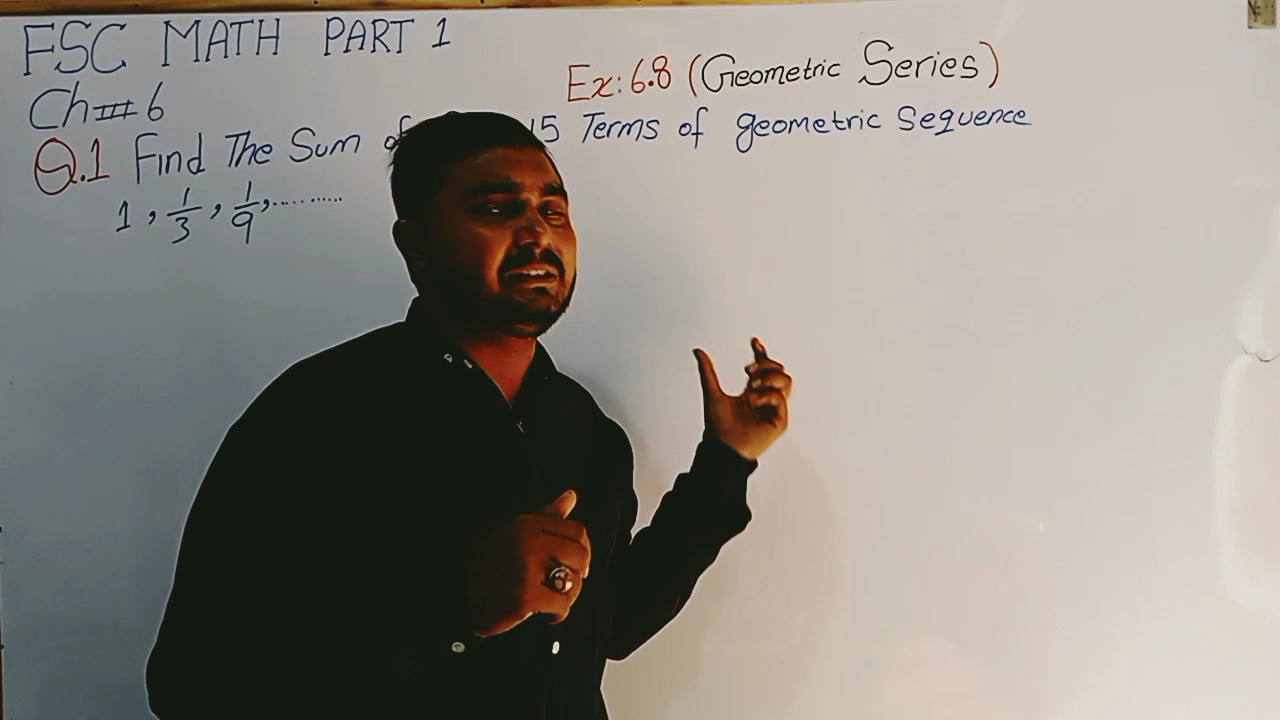 FSC MATH PART 1
Ex: 6.8 (Geometric Series)
Ch # 6
Q.1 Find The Sum of 15 Terms of geometric Sequence
1, 1/3, 1/9, ..........